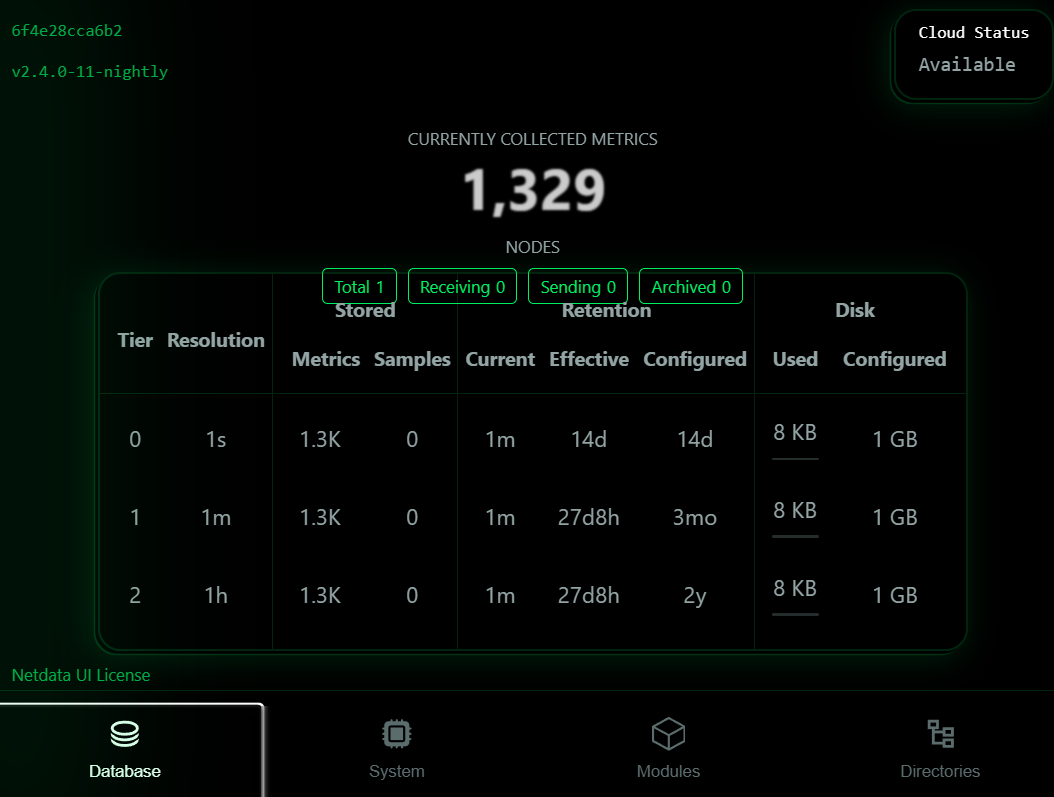 6f4e28cca6b2
v2.4.0-11-nightly
Cloud Status
Available
CURRENTLY COLLECTED METRICS
1,329
NODES
Total 1 Receiving 0 Sending 0 Archived 0
Stored Retention Disk
Tier Resolution
Metrics Samples Current Effective Configured Used Configured
0 1s 1.3K 0 1m 14d 14d 8 KB 1 GB
1 1m 1.3K 0 1m 27d8h 3mo 8 KB 1 GB
2 1h 1.3K 0 1m 27d8h 2y 8 KB 1 GB
Netdata UI License
Database System Modules Directories